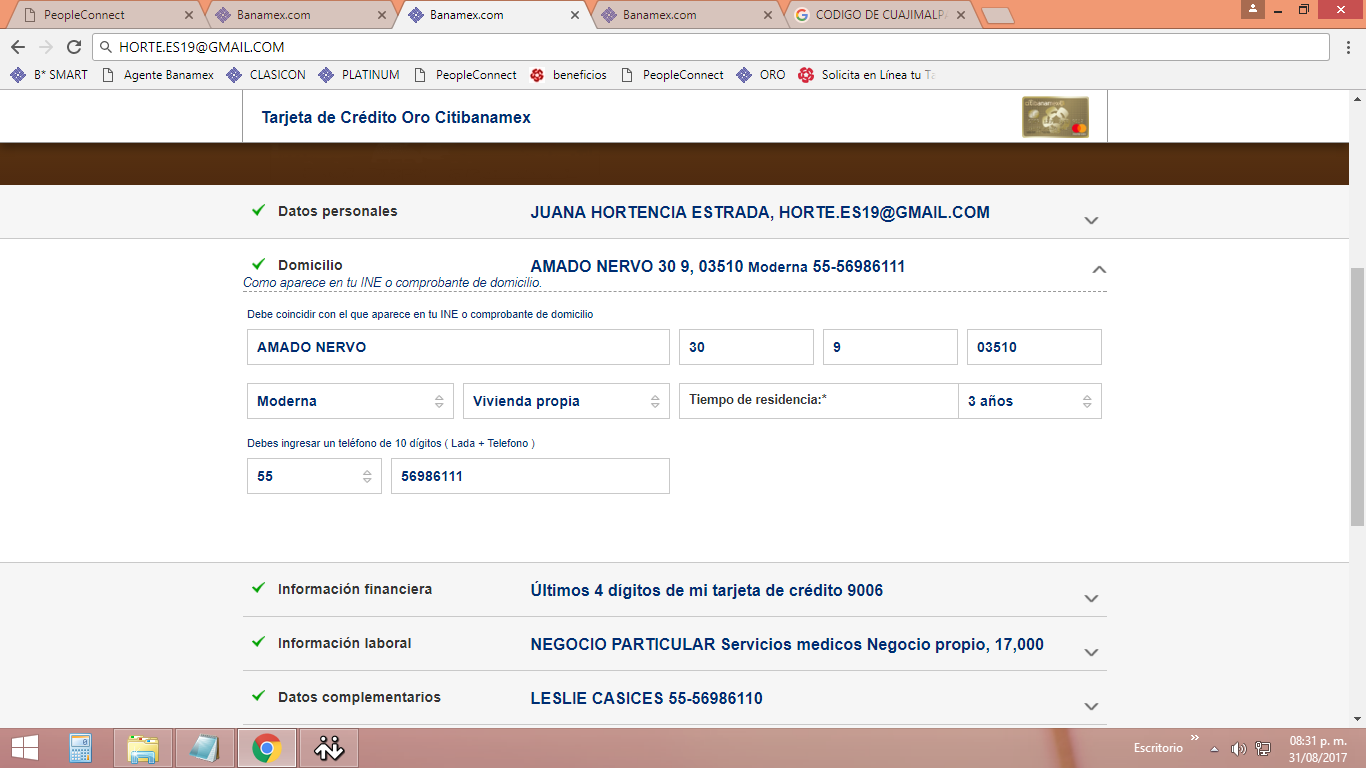 PeopleConnect
Banamex.com
Banamex.com
Banamex.com
CODIGO DE CUAJIMALPA
HORTE.ES19@GMAIL.COM
B* SMART
Agente Banamex
CLASICON
PLATINUM
PeopleConnect
beneficios
PeopleConnect
ORO
Solicita en Línea tu Ta
Tarjeta de Crédito Oro Citibanamex
Datos personales
JUANA HORTENCIA ESTRADA, HORTE.ES19@GMAIL.COM
Domicilio
AMADO NERVO 30 9, 03510 Moderna 55-56986111
Como aparece en tu INE o comprobante de domicilio.
Debe coincidir con el que aparece en tu INE o comprobante de domicilio
AMADO NERVO
30
9
03510
Moderna
Vivienda propia
Tiempo de residencia:*
3 años
Debes ingresar un teléfono de 10 dígitos ( Lada + Telefono )
55
56986111
Información financiera
Últimos 4 dígitos de mi tarjeta de crédito 9006
Información laboral
NEGOCIO PARTICULAR Servicios medicos Negocio propio, 17,000
Datos complementarios
LESLIE CASICES 55-56986110
Escritorio
08:31 p. m.
31/08/2017